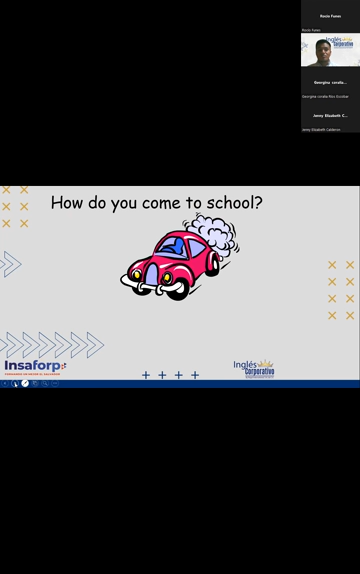 Rocio Funes
Rocio Funes
Inglés
Corporativo
Georgina coralia...
Georgina coralia Rios Escobar
Jenny Elizabeth C...
Jenny Elizabeth Calderon
How do you come to school?
Insaforp
Inglés
Corporativo